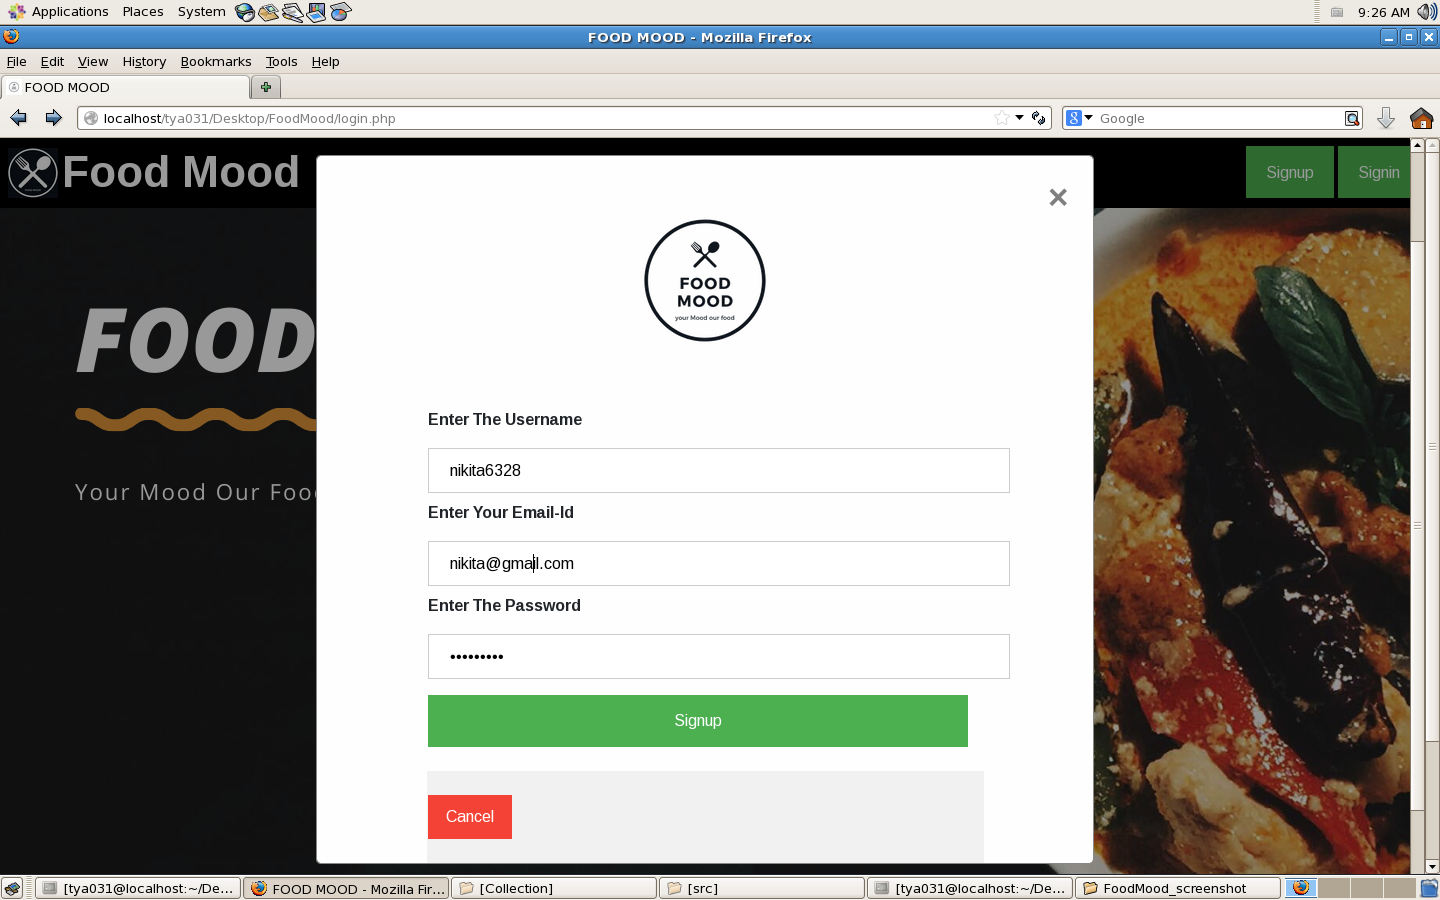 Applications Places System 9:26 AM
FOOD MOOD - Mozilla Firefox
File Edit View History Bookmarks Tools Help
FOOD MOOD
localhost/tya031/Desktop/FoodMood/login.php
Google
Food Mood
Signup Signin
FOOD
MOOD
your Mood our food
FOOD
Your Mood Our Foo
Enter The Username
nikita6328
Enter Your Email-Id
nikita@gmail.com
Enter The Password
•••••••••
Signup
Cancel
[tya031@localhost:~/De... FOOD MOOD - Mozilla Fir... [Collection] [src] [tya031@localhost:~/De... FoodMood_screenshot